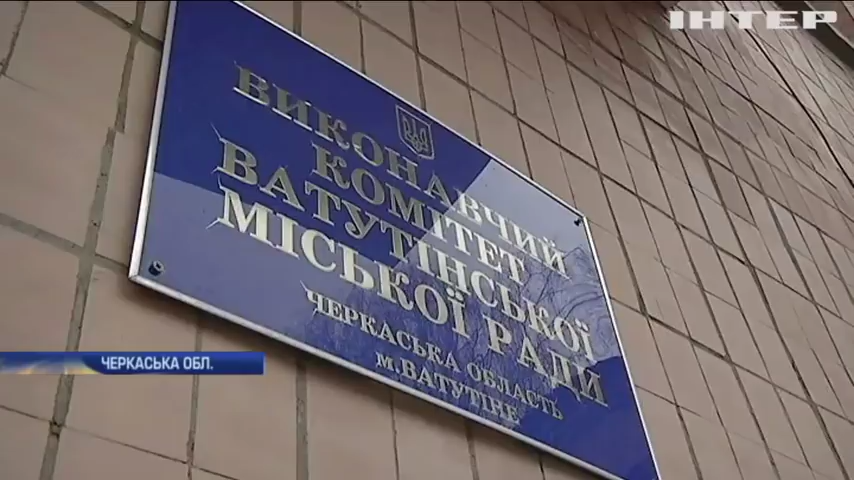 ІНТЕР
ВИКОНАВЧИЙ
КОМІТЕТ
ВАТУТІНСЬКОЇ
МІСЬКОЇ РАДИ
ЧЕРКАСЬКА ОБЛАСТЬ
м.ВАТУТІНЕ
ЧЕРКАСЬКА ОБЛ.